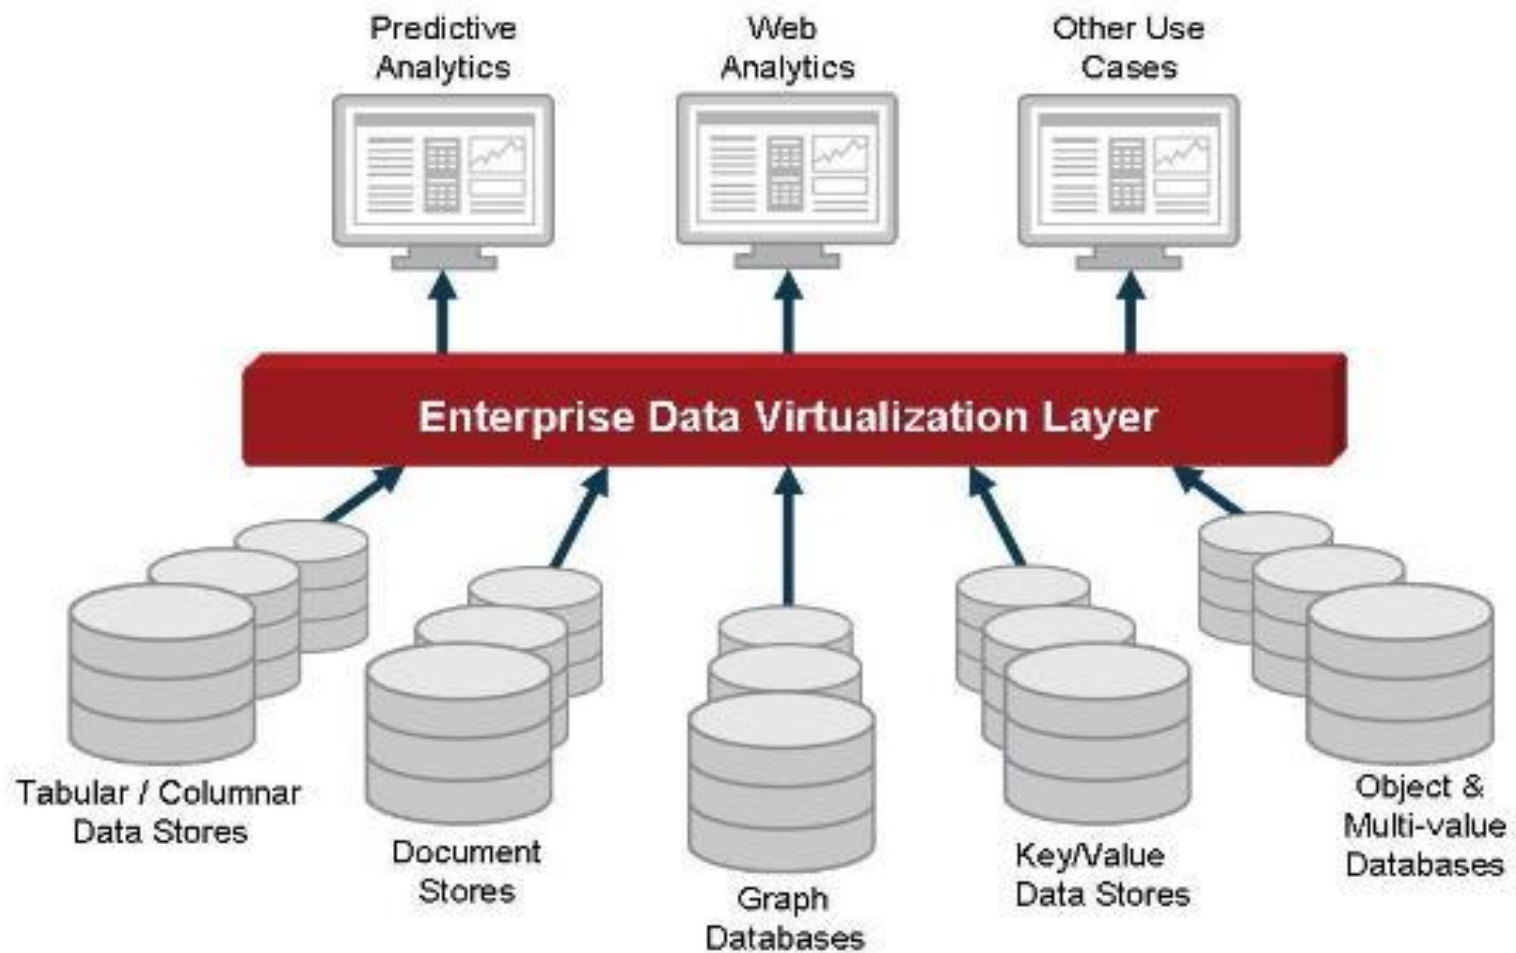 Predictive
Analytics
Web
Analytics
Other Use
Cases
Enterprise Data Virtualization Layer
Tabular / Columnar
Data Stores
Document
Stores
Graph
Databases
Key/Value
Data Stores
Object &
Multi-value
Databases